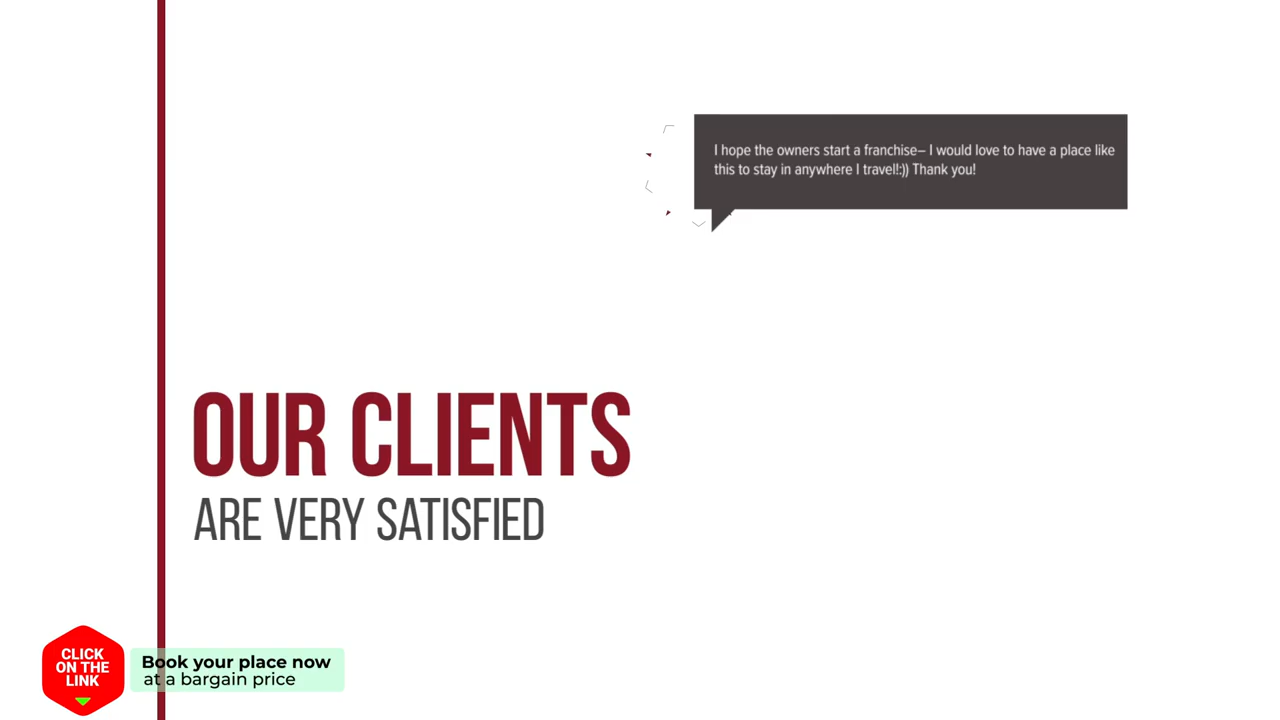 I hope the owners start a franchise– I would love to have a place like
this to stay in anywhere I travel!:)) Thank you!
OUR CLIENTS
ARE VERY SATISFIED
CLICK
ON THE
LINK
Book your place now
at a bargain price